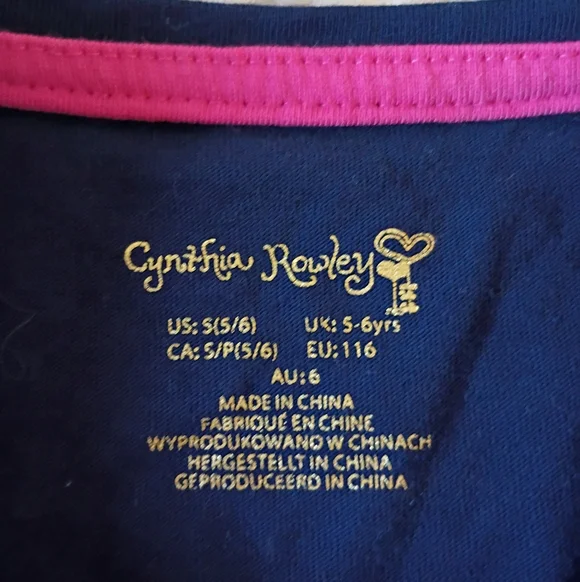 Cynthia Rowley
US: S(5/6) UK: 5-6yrs
CA: S/P(5/6) EU: 116
AU: 6
MADE IN CHINA
FABRIQUÉ EN CHINE
WYPRODUKOWANO W CHINACH
HERGESTELLT IN CHINA
GEPRODUCEERD IN CHINA